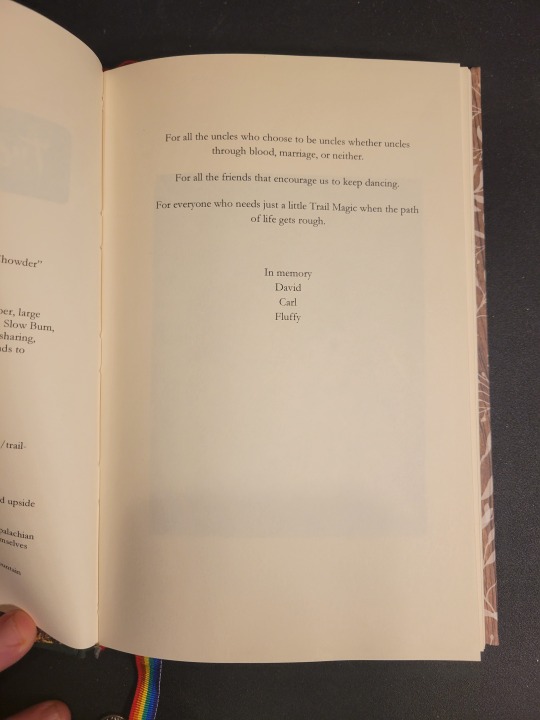 howder"
per, large
Slow Burn,
sharing,
ds to
/trail-
d upside
palachian
mselves
For all the uncles who choose to be uncles whether uncles
through blood, marriage, or neither.
For all the friends that encourage us to keep dancing.
For everyone who needs just a little Trail Magic when the path
of life gets rough.
In memory
David
Carl
Fluffy